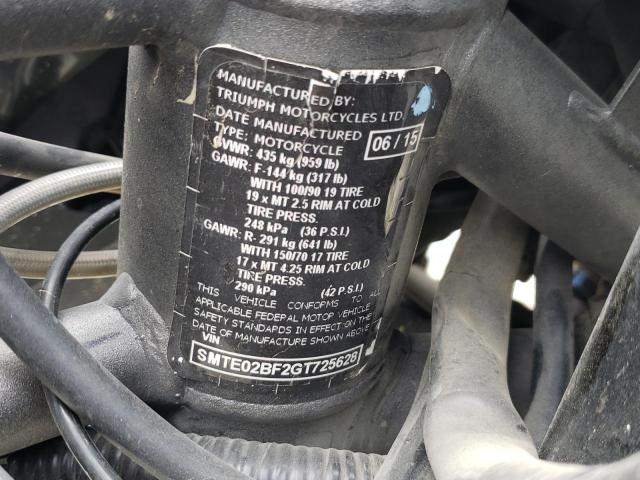 MANUFACTURED BY:
TRIUMPH MOTORCYCLES LTD
DATE MANUFACTURED 06 / 15
TYPE: MOTORCYCLE
GVWR: 435 kg (959 lb)
GAWR: F-144 kg (317 lb)
WITH 100/90 19 TIRE
19 x MT 2.5 RIM AT COLD
TIRE PRESS.
248 kPa (36 P.S.I.)
GAWR: R- 291 kg (641 lb)
WITH 150/70 17 TIRE
17 x MT 4.25 RIM AT COLD
TIRE PRESS.
290 kPa (42 P.S.I.)
THIS VEHICLE CONFORMS TO ALL
APPLICABLE FEDERAL MOTOR VEHICLE
SAFETY STANDARDS IN EFFECT ON THE
DATE OF MANUFACTURE SHOWN ABOVE
VIN
SMTE02BF2GT725628